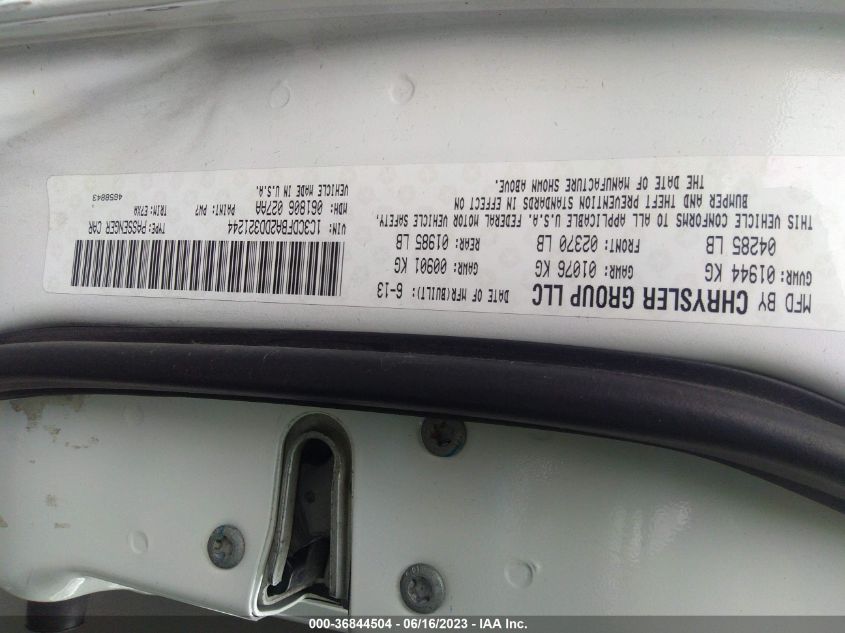 MFD BY CHRYSLER GROUP LLC DATE OF MFR(BUILT): 6-13
GVWR: 01944 KG GAWR: 01076 KG GAWR: 00901 KG
04285 LB FRONT: 02370 LB REAR: 01985 LB
THIS VEHICLE CONFORMS TO ALL APPLICABLE U.S.A. FEDERAL MOTOR VEHICLE SAFETY,
BUMPER AND THEFT PREVENTION STANDARDS IN EFFECT ON
THE DATE OF MANUFACTURE SHOWN ABOVE.
VIN: 1C3CDFBA2DD321244 TYPE: PASSENGER CAR
MDH: 061806 027AA PAINT: PW7 TRIM: E7XA
VEHICLE MADE IN U.S.A. 4658843
000-36844504 - 06/16/2023 - IAA Inc.